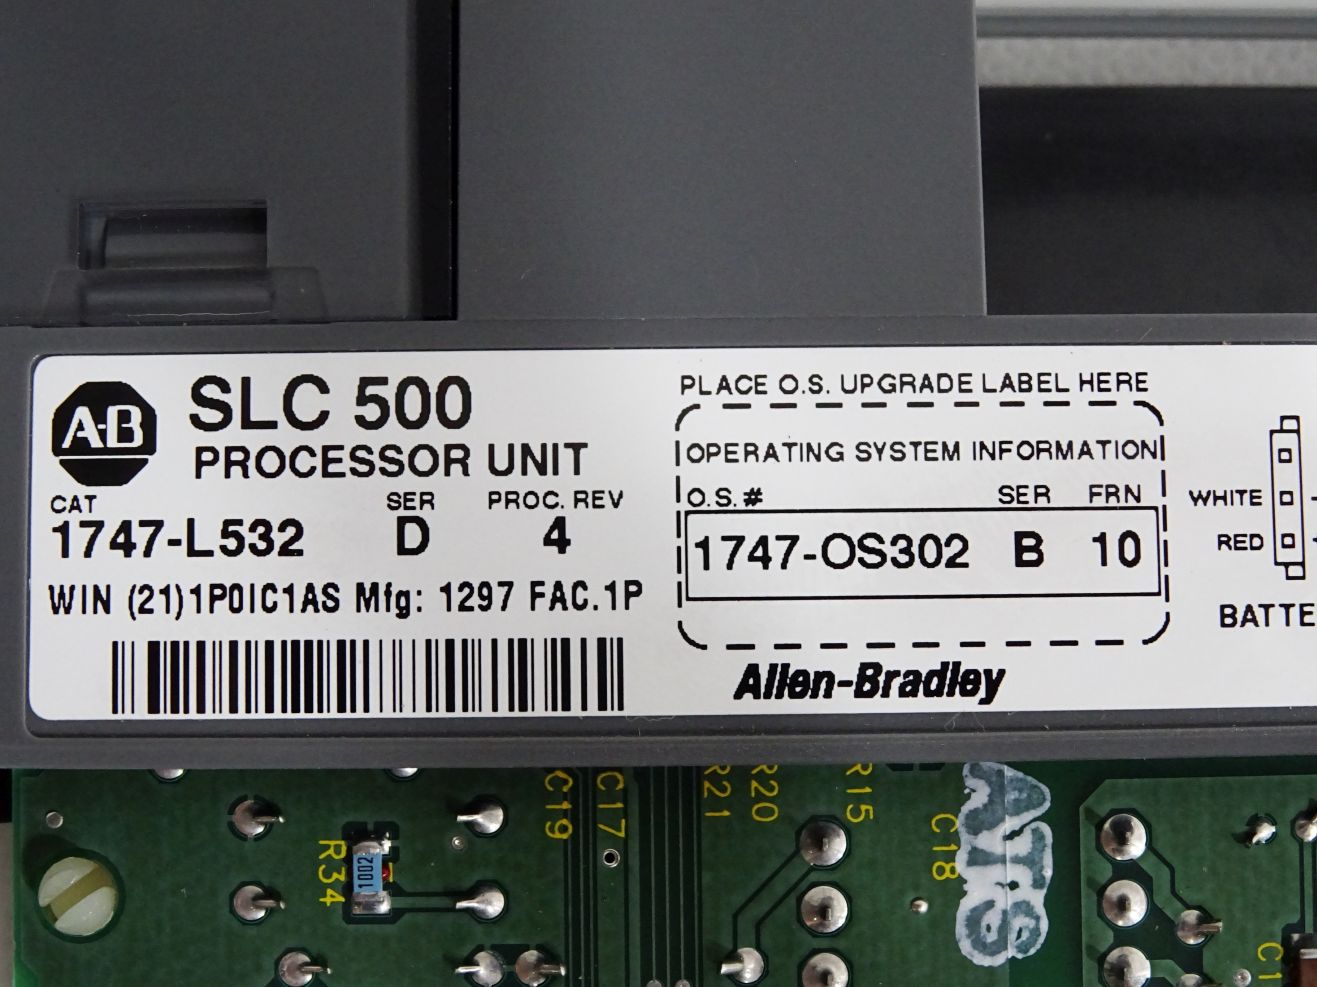 A-B
SLC 500
PROCESSOR UNIT
CAT SER PROC. REV
1747-L532 D 4
WIN (21)1P0IC1AS Mfg: 1297 FAC.1P
PLACE O.S. UPGRADE LABEL HERE
OPERATING SYSTEM INFORMATION
O.S.# SER FRN
1747-OS302 B 10
Allen-Bradley
WHITE
RED
BATTE
C19
C17
R21
R20
R15
C18
ATIS
R34
1002
C1